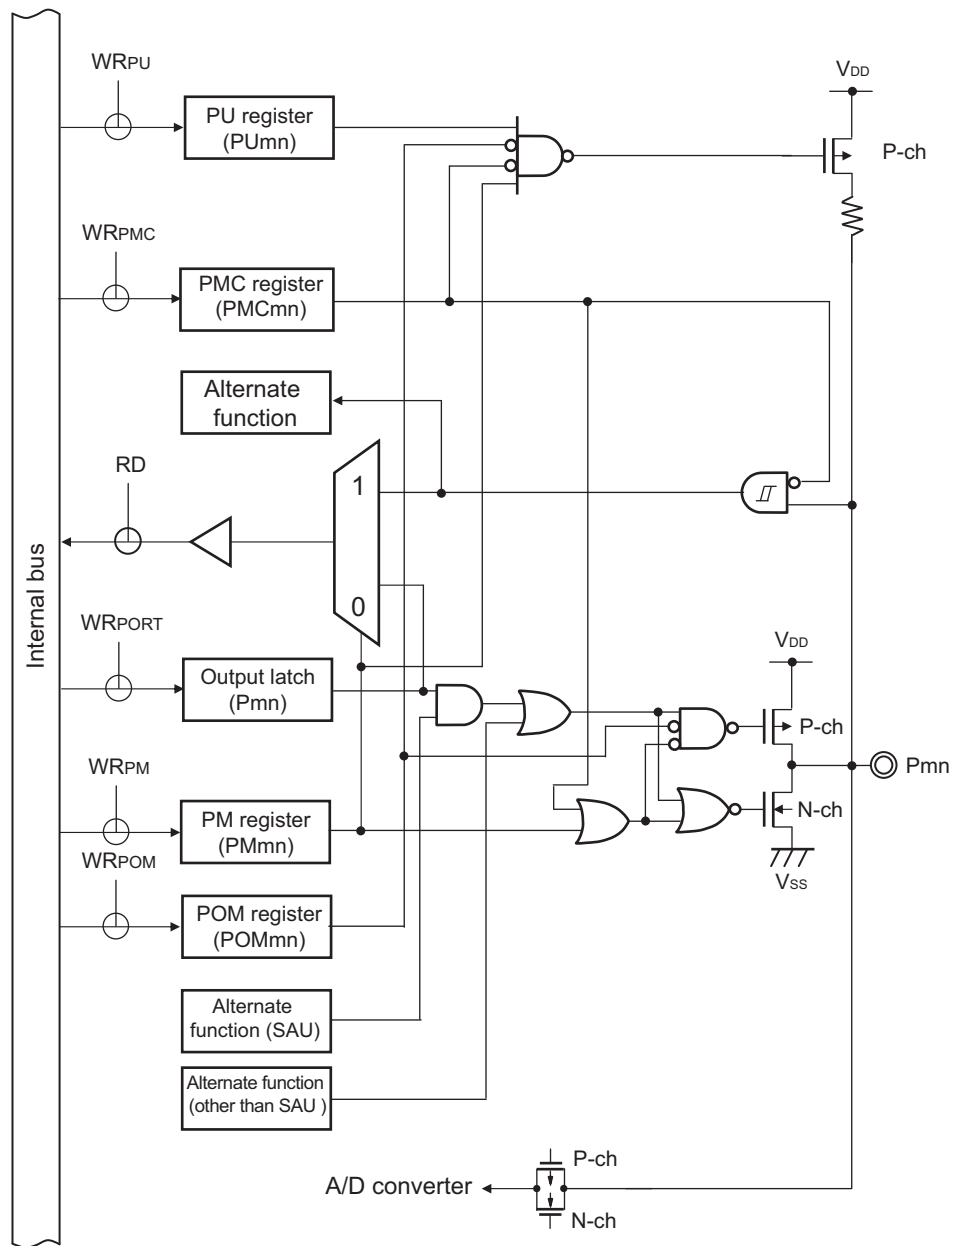 WRPU
PU register
(PUmn)
VDD
P-ch
WRPMC
PMC register
(PMCmn)
Alternate
function
RD
1
0
Internal bus
WRPORT
Output latch
(Pmn)
VDD
P-ch
Pmn
N-ch
VSS
WRPM
PM register
(PMmn)
WRPOM
POM register
(POMmn)
Alternate
function (SAU)
Alternate function
(other than SAU )
P-ch
A/D converter
N-ch